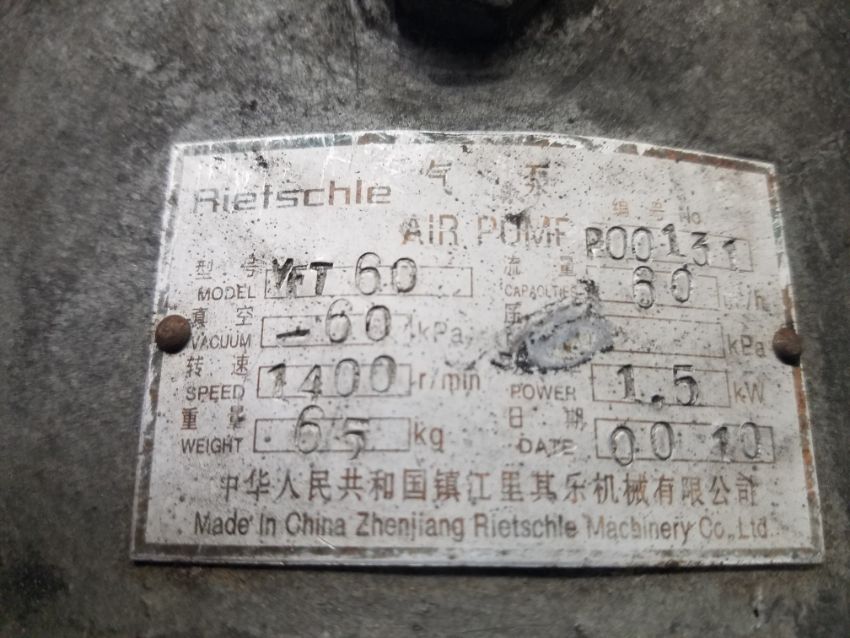 气泵
Rietschle
AIR PUMP
编号 No P00131
型号 MODEL 60
流量 CAPACITIES 60
真空 VACUUM -60 kPa
kPa
转速 SPEED 1400 r/min
POWER 1.5 kW
重量 WEIGHT 65 kg
日期 DATE 00 10
中华人民共和国镇江里其乐机械有限公司
Made In China Zhenjiang Rietschle Machinery Co., Ltd.